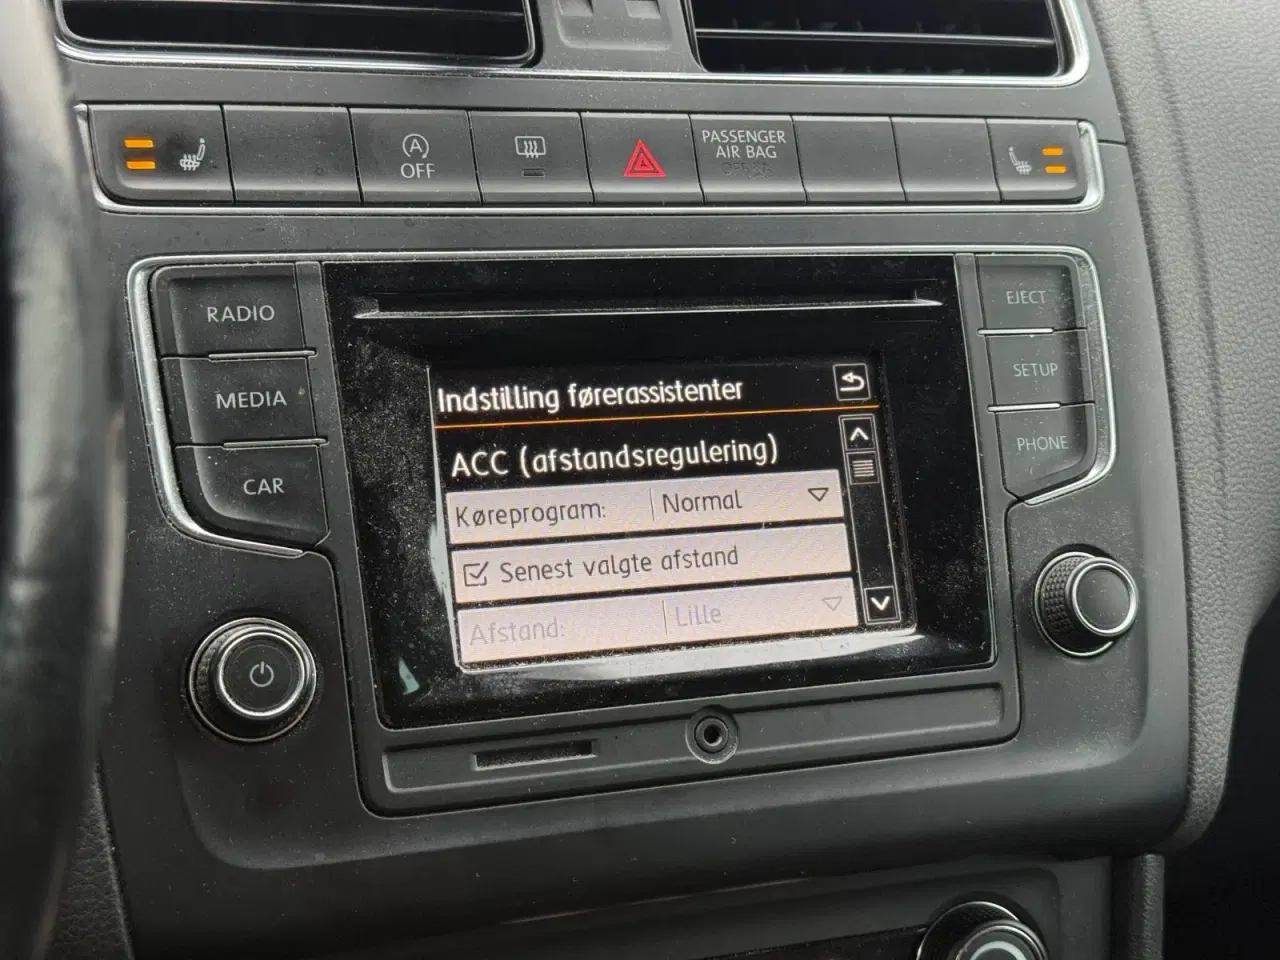 A
OFF
PASSENGER
AIR BAG
RADIO
MEDIA
CAR
EJECT
SETUP
PHONE
Indstilling førerassistenter
ACC (afstandsregulering)
Køreprogram: Normal
Senest valgte afstand
Afstand: Lille